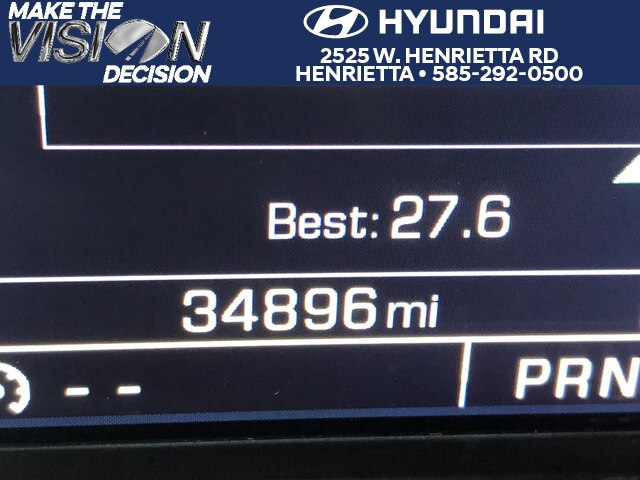 MAKE THE
VISION
DECISION
HYUNDAI
2525 W. HENRIETTA RD
HENRIETTA • 585-292-0500
Best: 27.6
34896 mi
-- PRN